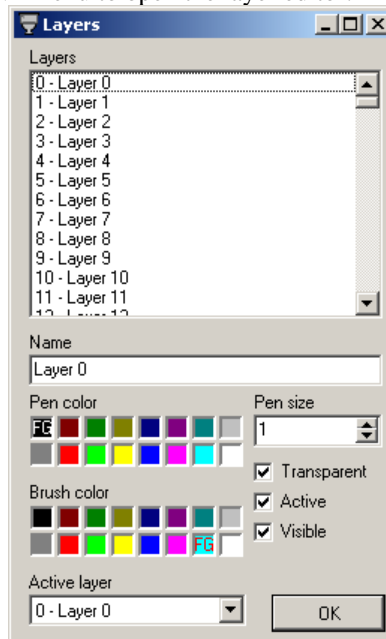 Layers
Layers
0 - Layer 0
1 - Layer 1
2 - Layer 2
3 - Layer 3
4 - Layer 4
5 - Layer 5
6 - Layer 6
7 - Layer 7
8 - Layer 8
9 - Layer 9
10 - Layer 10
11 - Layer 11
Name
Layer 0
Pen color
Pen size
FG
1
Transparent
Brush color
Active
FG
Visible
Active layer
0 - Layer 0
OK